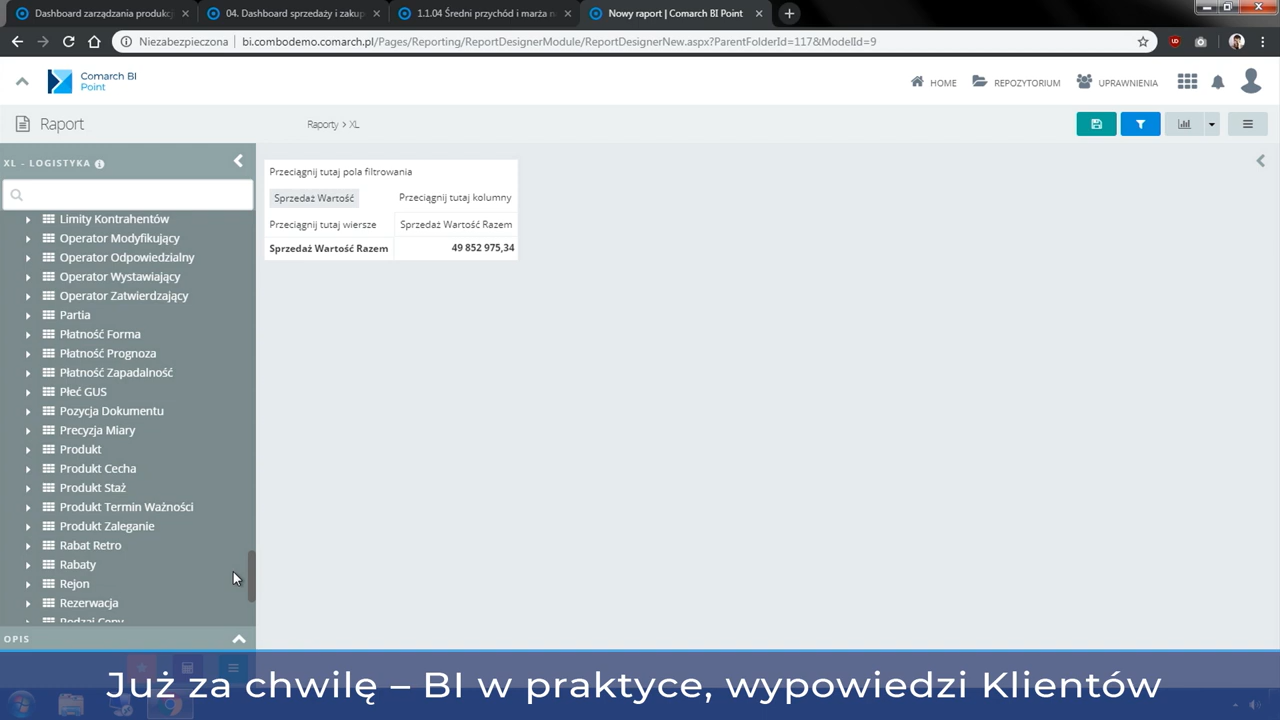 Dashboard zarządzania produkcj
04. Dashboard sprzedaży i zakup
1.1.04 Średni przychód i marża n
Nowy raport | Comarch BI Point
Niezabezpieczona
bi.combodemo.comarch.pl/Pages/Reporting/ReportDesignerModule/ReportDesignerNew.aspx?ParentFolderId=117&ModelId=9
Comarch BI
Point
HOME
REPOZYTORIUM
UPRAWNIENIA
Raport
Raporty > XL
XL - LOGISTYKA
Limity Kontrahentów
Operator Modyfikujący
Operator Odpowiedzialny
Operator Wystawiający
Operator Zatwierdzający
Partia
Płatność Forma
Płatność Prognoza
Płatność Zapadalność
Płeć GUS
Pozycja Dokumentu
Precyzja Miary
Produkt
Produkt Cecha
Produkt Staż
Produkt Termin Ważności
Produkt Zaleganie
Rabat Retro
Rabaty
Rejon
Rezerwacja
Rodzaj Ceny
OPIS
Przeciągnij tutaj pola filtrowania
Sprzedaż Wartość
Przeciągnij tutaj kolumny
Przeciągnij tutaj wiersze
Sprzedaż Wartość Razem
Sprzedaż Wartość Razem
49 852 975,34
Już za chwilę – BI w praktyce, wypowiedzi Klientów